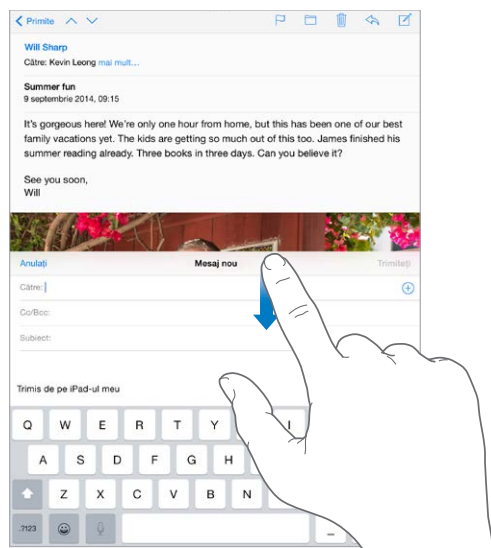 Primite
Will Sharp
Către: Kevin Leong mai mult...
Summer fun
9 septembrie 2014, 09:15
It's gorgeous here! We're only one hour from home, but this has been one of our best
family vacations yet. The kids are getting so much out of this too. James finished his
summer reading already. Three books in three days. Can you believe it?
See you soon,
Will
Anulați Mesaj nou Trimiteți
Către:
Cc/Bcc:
Subiect:
Trimis de pe iPad-ul meu
Q W E R T Y I
A S D F G H
Z X C V B N
.?123